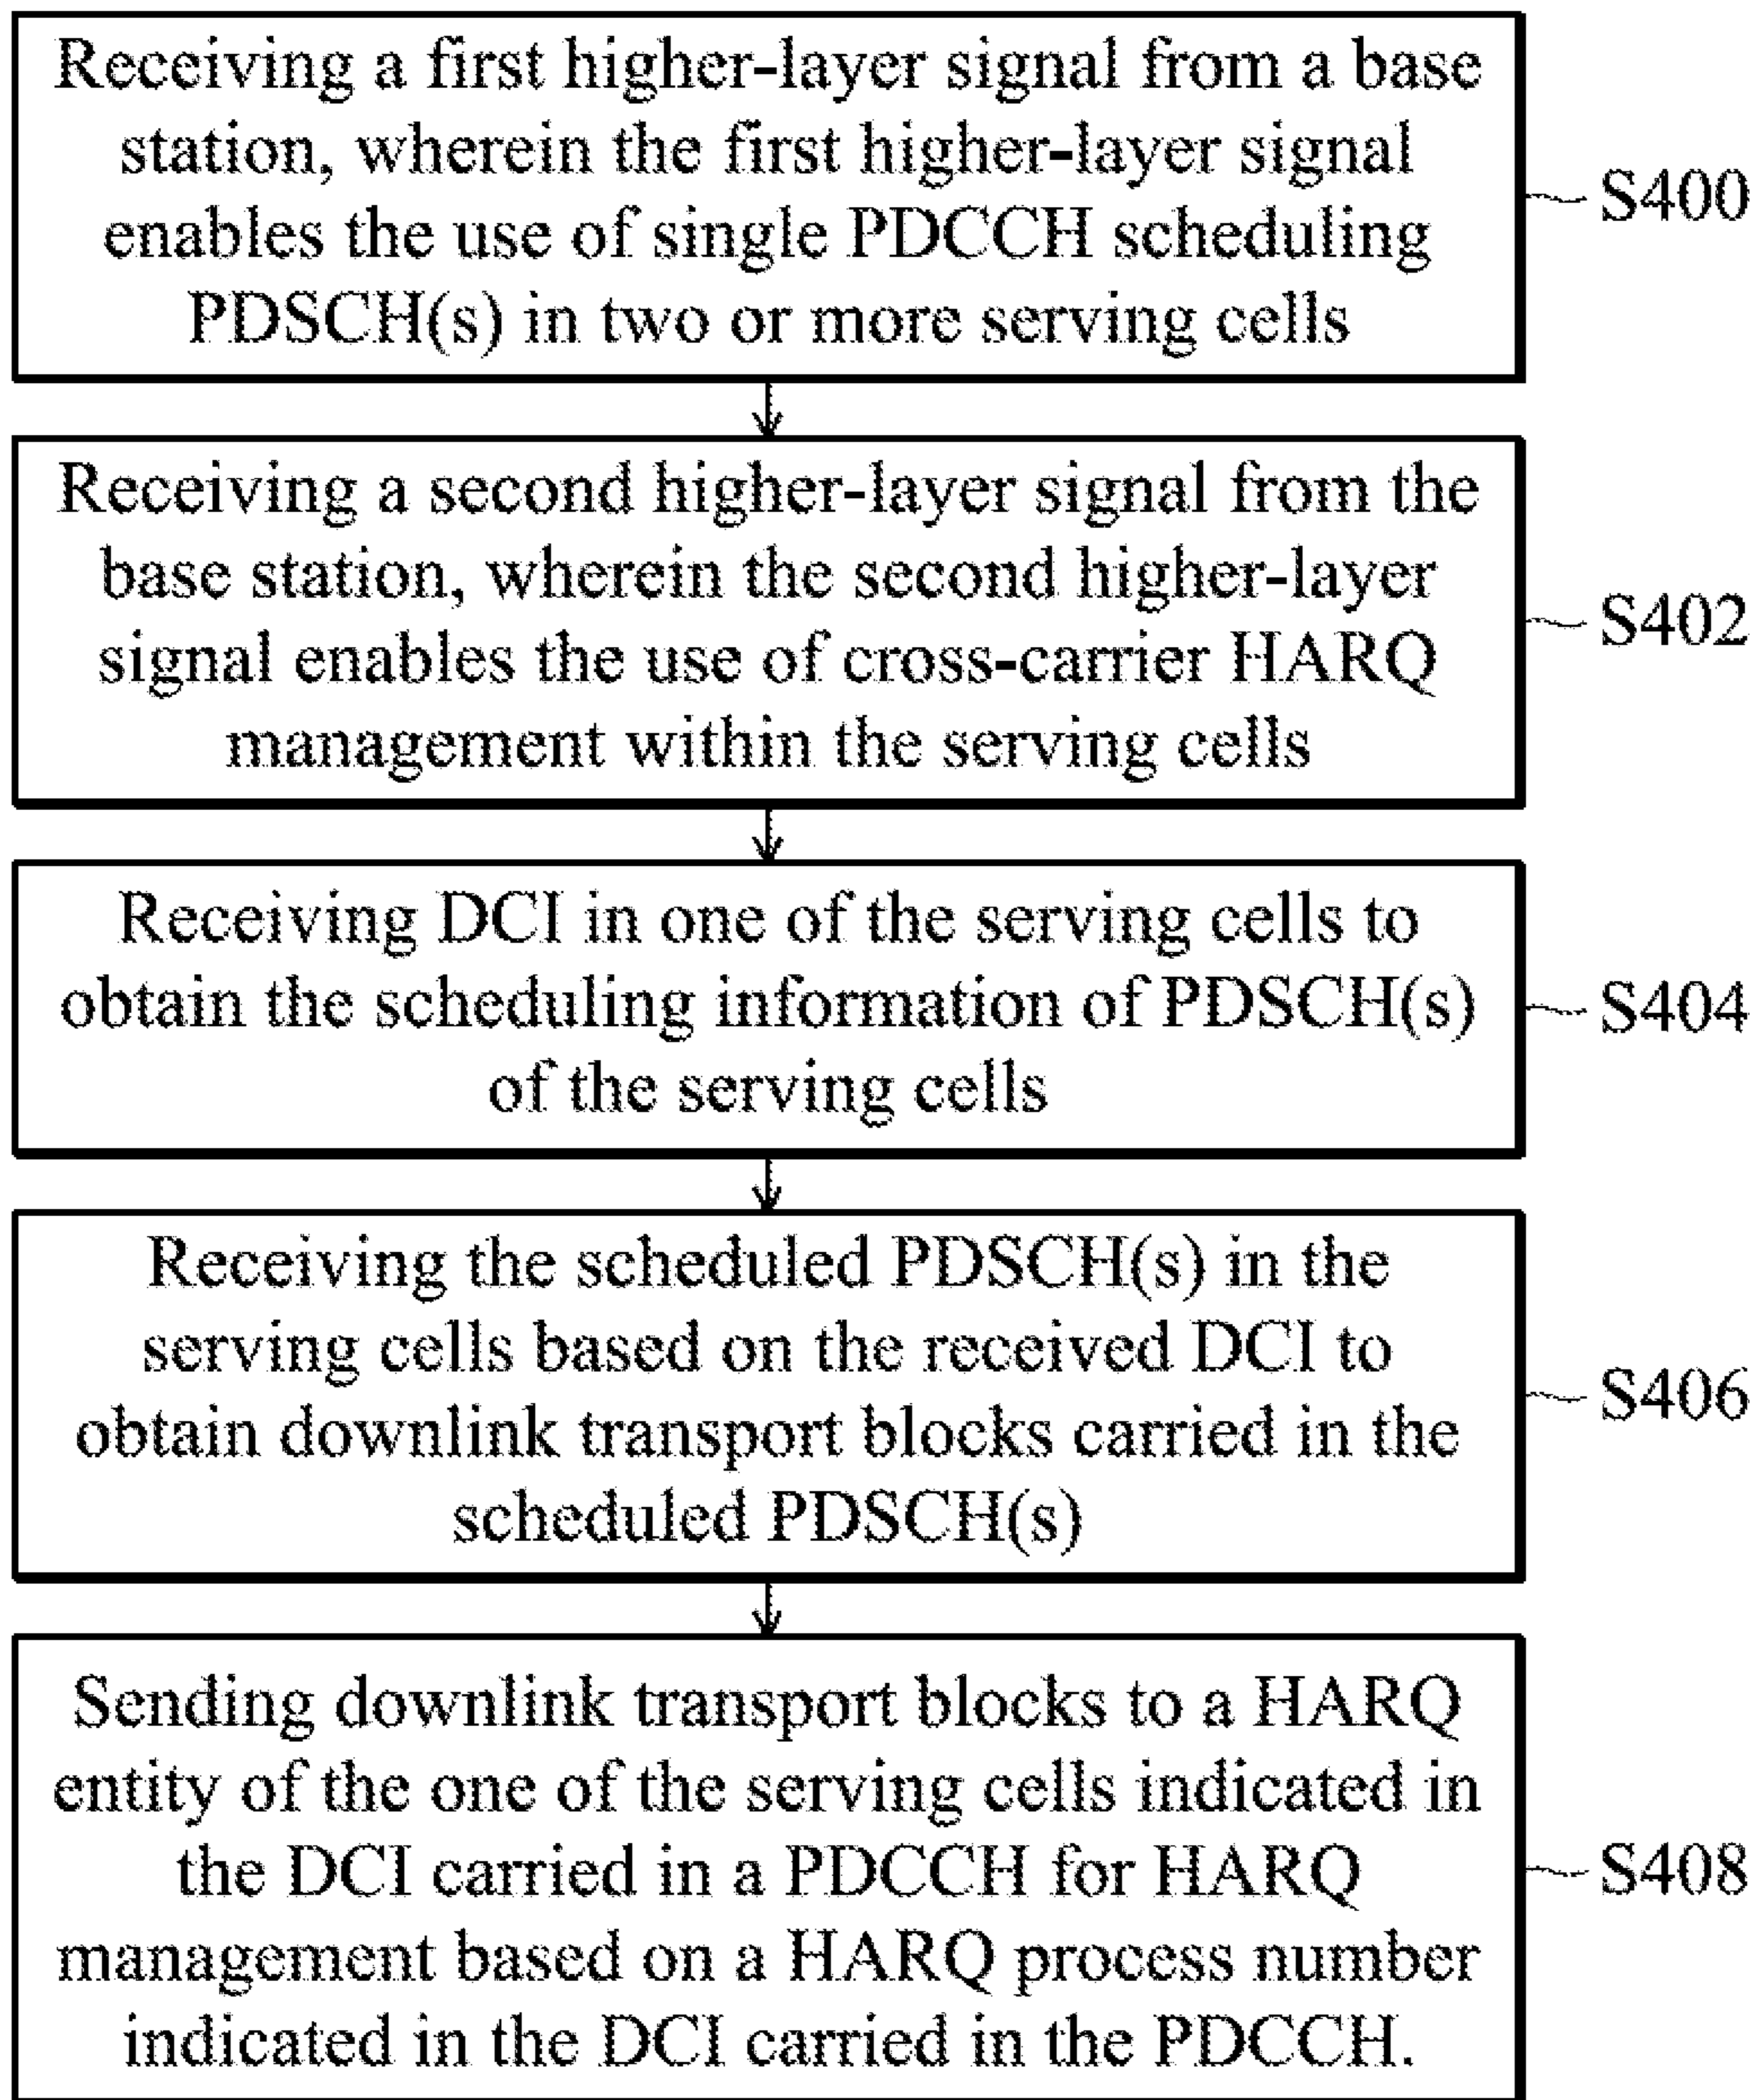 Receiving a first higher-layer signal from a base
station, wherein the first higher-layer signal
enables the use of single PDCCH scheduling
PDSCH(s) in two or more serving cells
S400
Receiving a second higher-layer signal from the
base station, wherein the second higher-layer
signal enables the use of cross-carrier HARQ
management within the serving cells
S402
Receiving DCI in one of the serving cells to
obtain the scheduling information of PDSCH(s)
of the serving cells
S404
Receiving the scheduled PDSCH(s) in the
serving cells based on the received DCI to
obtain downlink transport blocks carried in the
scheduled PDSCH(s)
S406
Sending downlink transport blocks to a HARQ
entity of the one of the serving cells indicated in
the DCI carried in a PDCCH for HARQ
management based on a HARQ process number
indicated in the DCI carried in the PDCCH.
S408